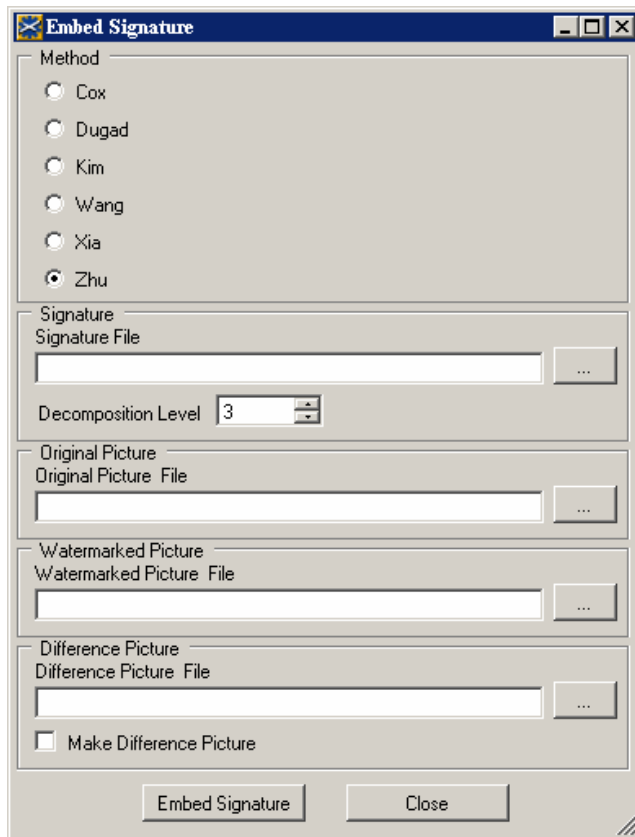 Embed Signature
Method
Cox
Dugad
Kim
Wang
Xia
Zhu
Signature
Signature File
...
Decomposition Level 3
Original Picture
Original Picture File
...
Watermarked Picture
Watermarked Picture File
...
Difference Picture
Difference Picture File
...
Make Difference Picture
Embed Signature Close